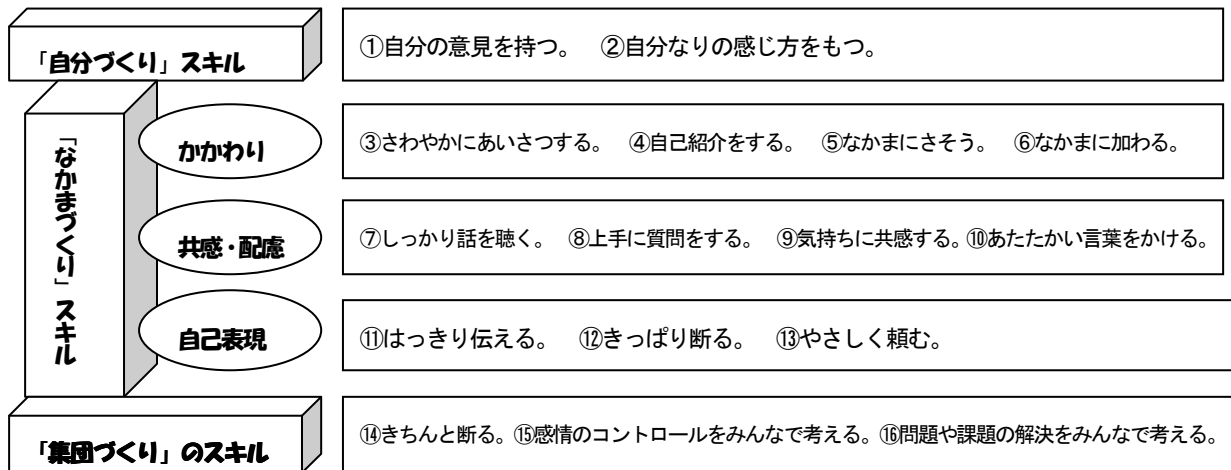 「自分づくり」スキル
①自分の意見を持つ。 ②自分なりの感じ方をもつ。
「なかまづくり」スキル
かかわり
③さわやかにあいさつする。 ④自己紹介をする。 ⑤なかまにさそう。 ⑥なかまに加わる。
共感・配慮
⑦しっかり話を聴く。 ⑧上手に質問をする。 ⑨気持ちに共感する。⑩あたたかい言葉をかける。
自己表現
⑪はっきり伝える。 ⑫きっぱり断る。 ⑬やさしく頼む。
「集団づくり」のスキル
⑭きちんと断る。⑮感情のコントロールをみんなで考える。⑯問題や課題の解決をみんなで考える。